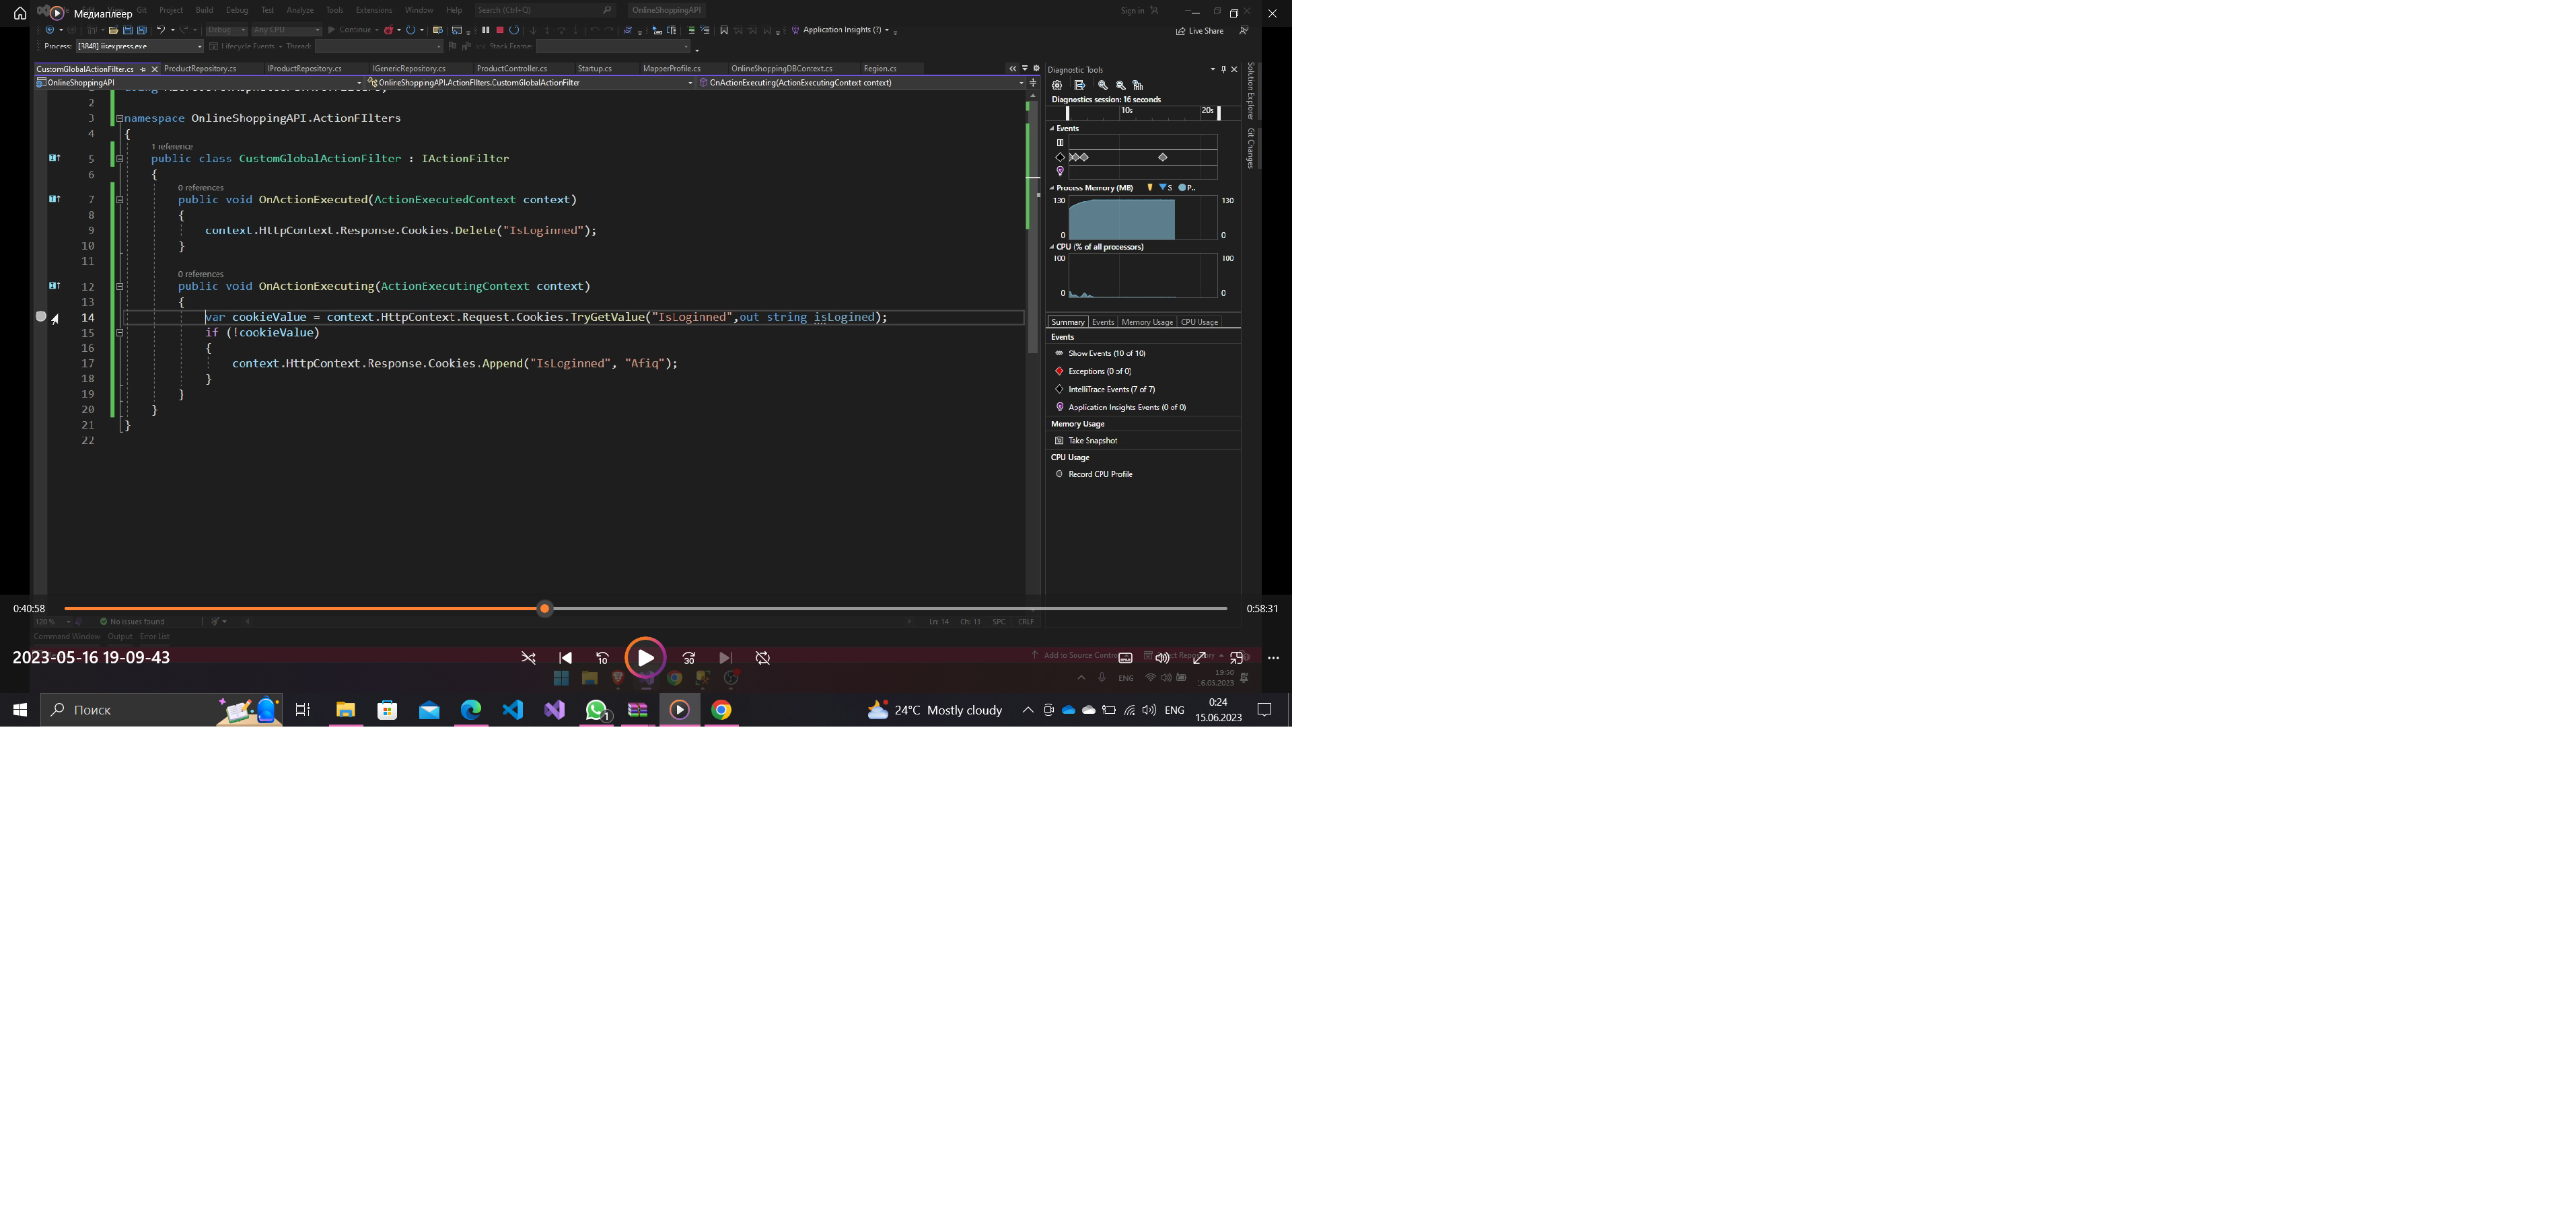 Медиаплеер
Git Project Build Debug Test Analyze Tools Extensions Window Help Search (Ctrl+Q) OnlineShoppingAPI Sign in
Debug Any CPU Continue Application Insights (?) Live Share
Process: [3848] iisexpress.exe Lifecycle Events Thread: Stack Frame:
CustomGlobalActionFilter.cs ProductRepository.cs IProductRepository.cs IGenericRepository.cs ProductController.cs Startup.cs MapperProfile.cs OnlineShoppingDBContext.cs Region.cs
OnlineShoppingAPI OnlineShoppingAPI.ActionFIlters.CustomGlobalActionFilter OnActionExecuting(ActionExecutingContext context)
2
3 namespace OnlineShoppingAPI.ActionFIlters
4 {
1 reference
5 public class CustomGlobalActionFilter : IActionFilter
6 {
0 references
7 public void OnActionExecuted(ActionExecutedContext context)
8 {
9 context.HttpContext.Response.Cookies.Delete("IsLoginned");
10 }
11
0 references
12 public void OnActionExecuting(ActionExecutingContext context)
13 {
14 var cookieValue = context.HttpContext.Request.Cookies.TryGetValue("IsLoginned",out string isLogined);
15 if (!cookieValue)
16 {
17 context.HttpContext.Response.Cookies.Append("IsLoginned", "Afiq");
18 }
19 }
20 }
21 }
22
Diagnostic Tools
Diagnostics session: 16 seconds
10s 20s
Events
Process Memory (MB) S P..
130 130
0 0
CPU (% of all processors)
100 100
0 0
Summary Events Memory Usage CPU Usage
Events
Show Events (10 of 10)
Exceptions (0 of 0)
IntelliTrace Events (7 of 7)
Application Insights Events (0 of 0)
Memory Usage
Take Snapshot
CPU Usage
Record CPU Profile
Solution Explorer
Git Changes
0:40:58 0:58:31
120 % No issues found Ln: 14 Ch: 13 SPC CRLF
Command Window Output Error List
2023-05-16 19-09-43
10 30
Add to Source Control
ENG
16.05.2023
Поиск
1
24°C Mostly cloudy
ENG
0:24
15.06.2023